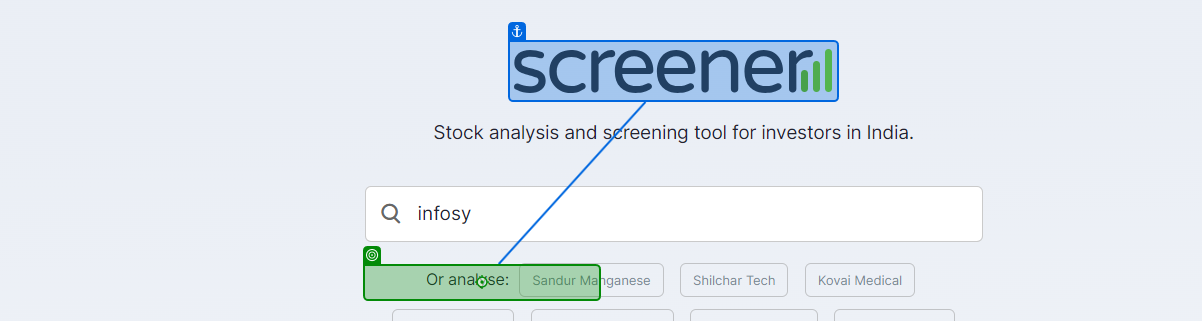 screener
Stock analysis and screening tool for investors in India.
infosy
Or analyse: Sandur Manganese Shilchar Tech Kovai Medical